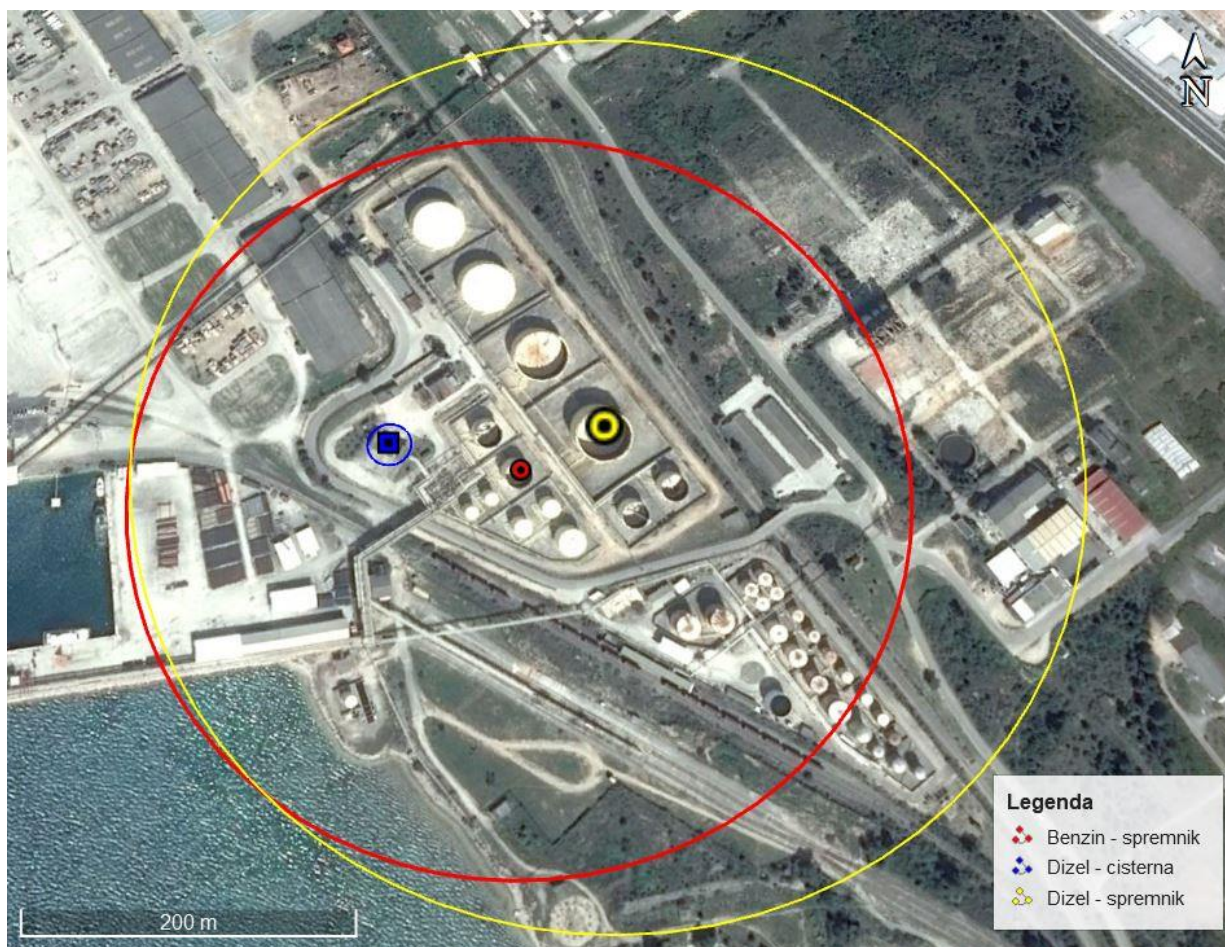 N
Legenda
Benzin - spremnik
Dizel - cisterna
Dizel - spremnik
200 m